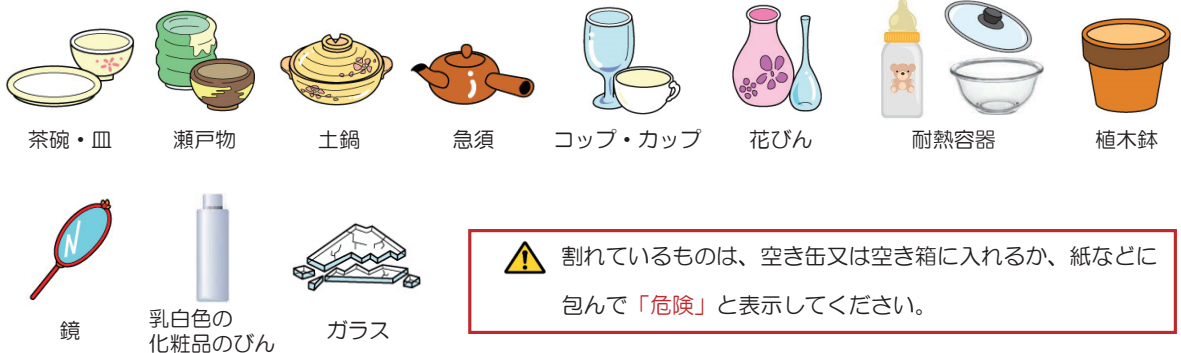 茶碗・皿
瀬戸物
土鍋
急須
コップ・カップ
花びん
耐熱容器
植木鉢
鏡
乳白色の
化粧品のびん
ガラス
割れているものは、空き缶又は空き箱に入れるか、紙などに
包んで「危険」と表示してください。